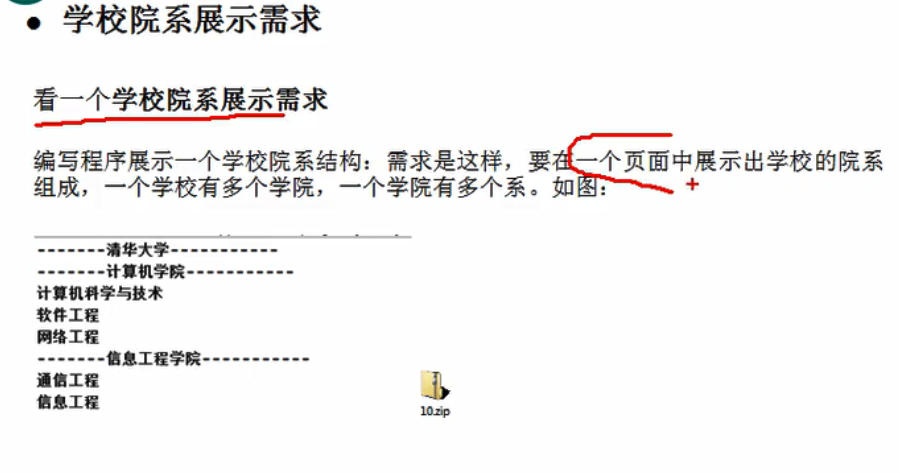 ● 学校院系展示需求
看一个学校院系展示需求
编写程序展示一个学校院系结构：需求是这样，要在一个页面中展示出学校的院系
组成，一个学校有多个学院，一个学院有多个系。如图：
-------清华大学-----------
-------计算机学院-----------
计算机科学与技术
软件工程
网络工程
-------信息工程学院-----------
通信工程
信息工程
10.zip